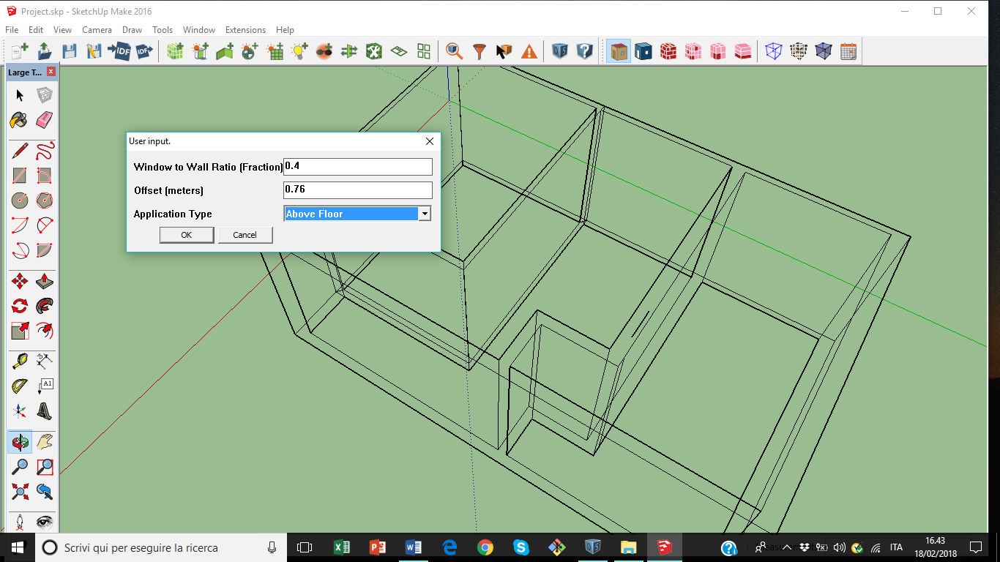 Project.skp - SketchUp Make 2016
File Edit View Camera Draw Tools Window Extensions Help
IDF IDF
Large T...
User input.
Window to Wall Ratio (Fraction) 0.4
Offset (meters) 0.76
Application Type Above Floor
OK Cancel
A1
Scrivi qui per eseguire la ricerca
ITA
16.43
18/02/2018